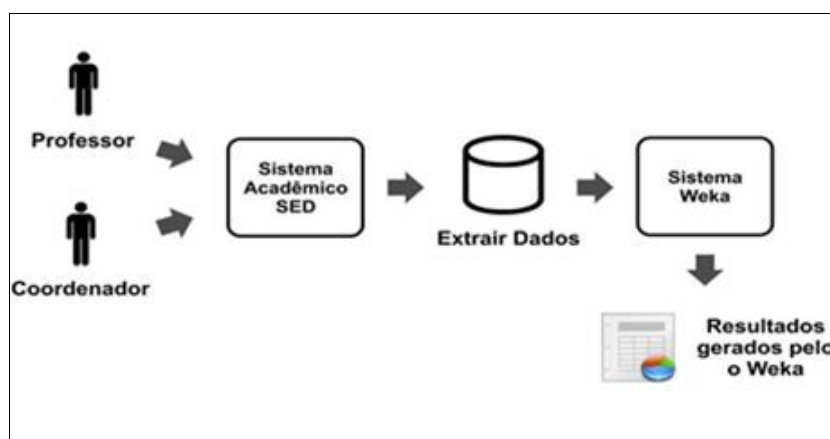 Professor
Coordenador
Sistema
Acadêmico
SED
Extrair Dados
Sistema
Weka
Resultados
gerados pelo
o Weka